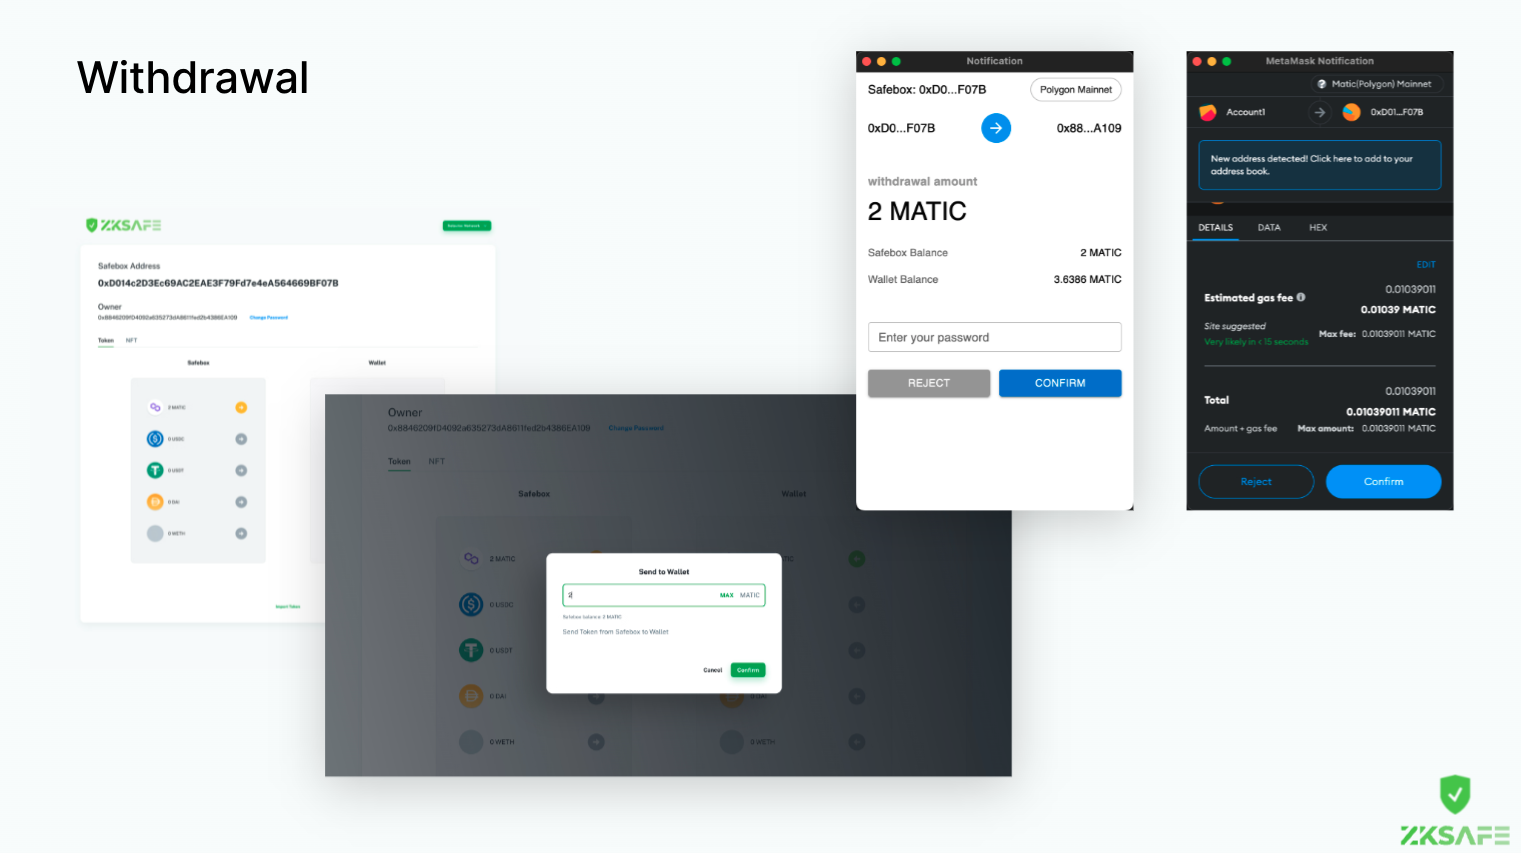 Withdrawal
ZKSAFE
Safebox Address
0xD014c2D3Ec69AC2EAE3F79Fd7e4eA564669BF07B
Owner
0x8846209f04092a635273dA8611fed2b4386EA109 Change Password
Token NFT
Safebox Wallet
2 MATIC
0 USDC
0 USDT
0 DAI
0 WETH
Import Token
Owner
0x8846209f04092a635273dA8611fed2b4386EA109 Change Password
Token NFT
Safebox Wallet
2 MATIC
0 USDC
0 USDT
0 DAI
0 WETH 0 WETH
Send to Wallet
2 MAX MATIC
Safebox balance: 2 MATIC
Send Token from Safebox to Wallet
Cancel Confirm
Notification
Safebox: 0xD0...F07B Polygon Mainnet
0xD0...F07B 0x88...A109
withdrawal amount
2 MATIC
Safebox Balance 2 MATIC
Wallet Balance 3.6386 MATIC
Enter your password
REJECT CONFIRM
MetaMask Notification
Matic(Polygon) Mainnet
Account1 0xD01...F07B
New address detected! Click here to add to your
address book.
DETAILS DATA HEX
EDIT
0.01039011
Estimated gas fee
0.01039 MATIC
Site suggested
Very likely in < 15 seconds Max fee: 0.01039011 MATIC
0.01039011
Total
0.01039011 MATIC
Amount + gas fee Max amount: 0.01039011 MATIC
Reject Confirm
ZKSAFE